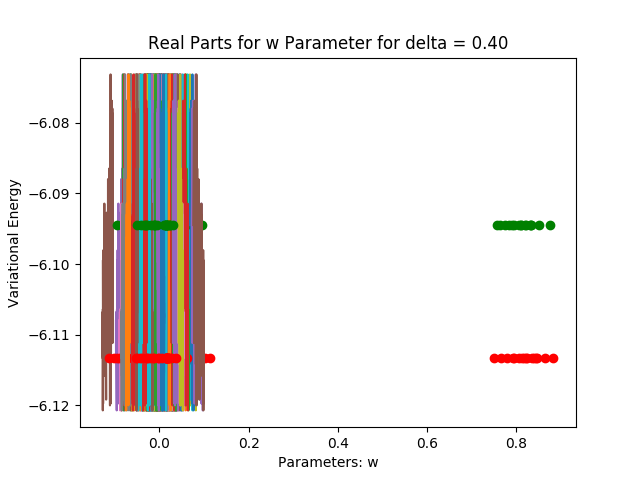 Real Parts for w Parameter for delta = 0.40
−6.08
−6.09
−6.10
−6.11
−6.12
Variational Energy
0.0 0.2 0.4 0.6 0.8
Parameters: w